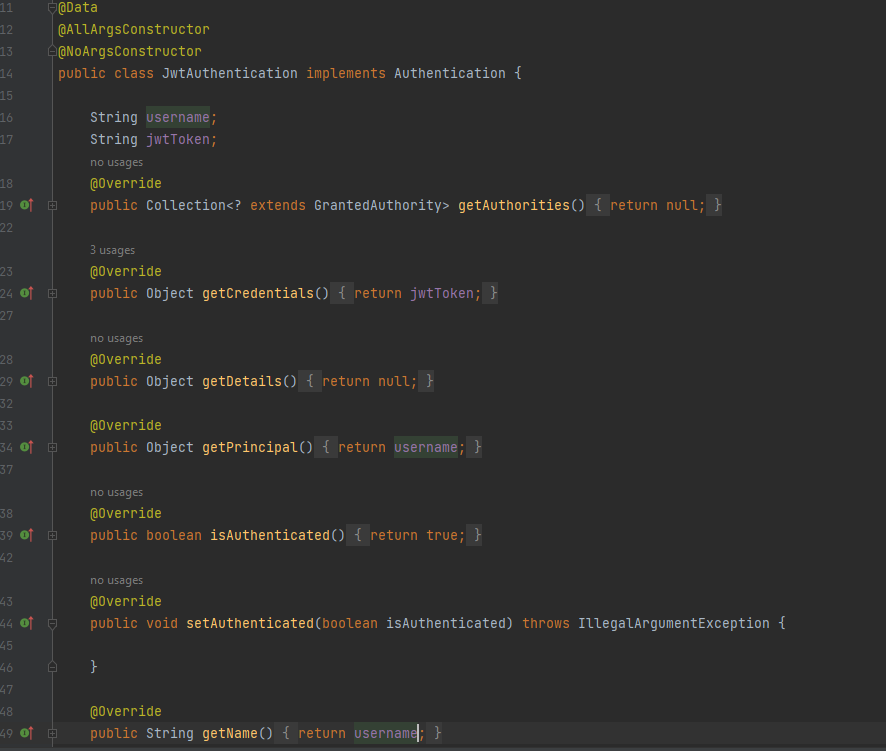 11 @Data
12 @AllArgsConstructor
13 @NoArgsConstructor
14 public class JwtAuthentication implements Authentication {
15
16 String username;
17 String jwtToken;
no usages
18 @Override
19 public Collection<? extends GrantedAuthority> getAuthorities() { return null; }
22
3 usages
23 @Override
24 public Object getCredentials() { return jwtToken; }
27
no usages
28 @Override
29 public Object getDetails() { return null; }
32
33 @Override
34 public Object getPrincipal() { return username; }
37
no usages
38 @Override
39 public boolean isAuthenticated() { return true; }
42
no usages
43 @Override
44 public void setAuthenticated(boolean isAuthenticated) throws IllegalArgumentException {
45
46 }
47
48 @Override
49 public String getName() { return username; }